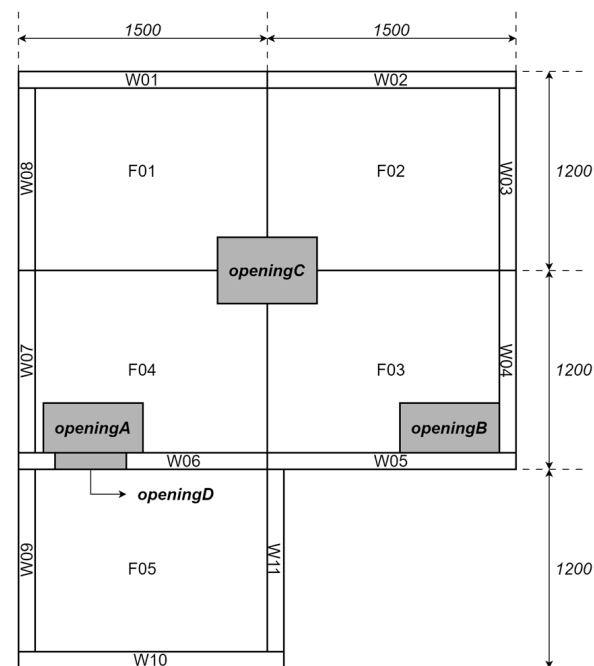 1500 1500
W01 W02
W08 F01 F02 W03 1200
openingC
W07 F04 F03 W04 1200
openingA openingB
W06 W05
openingD
W09 F05 W11 1200
W10